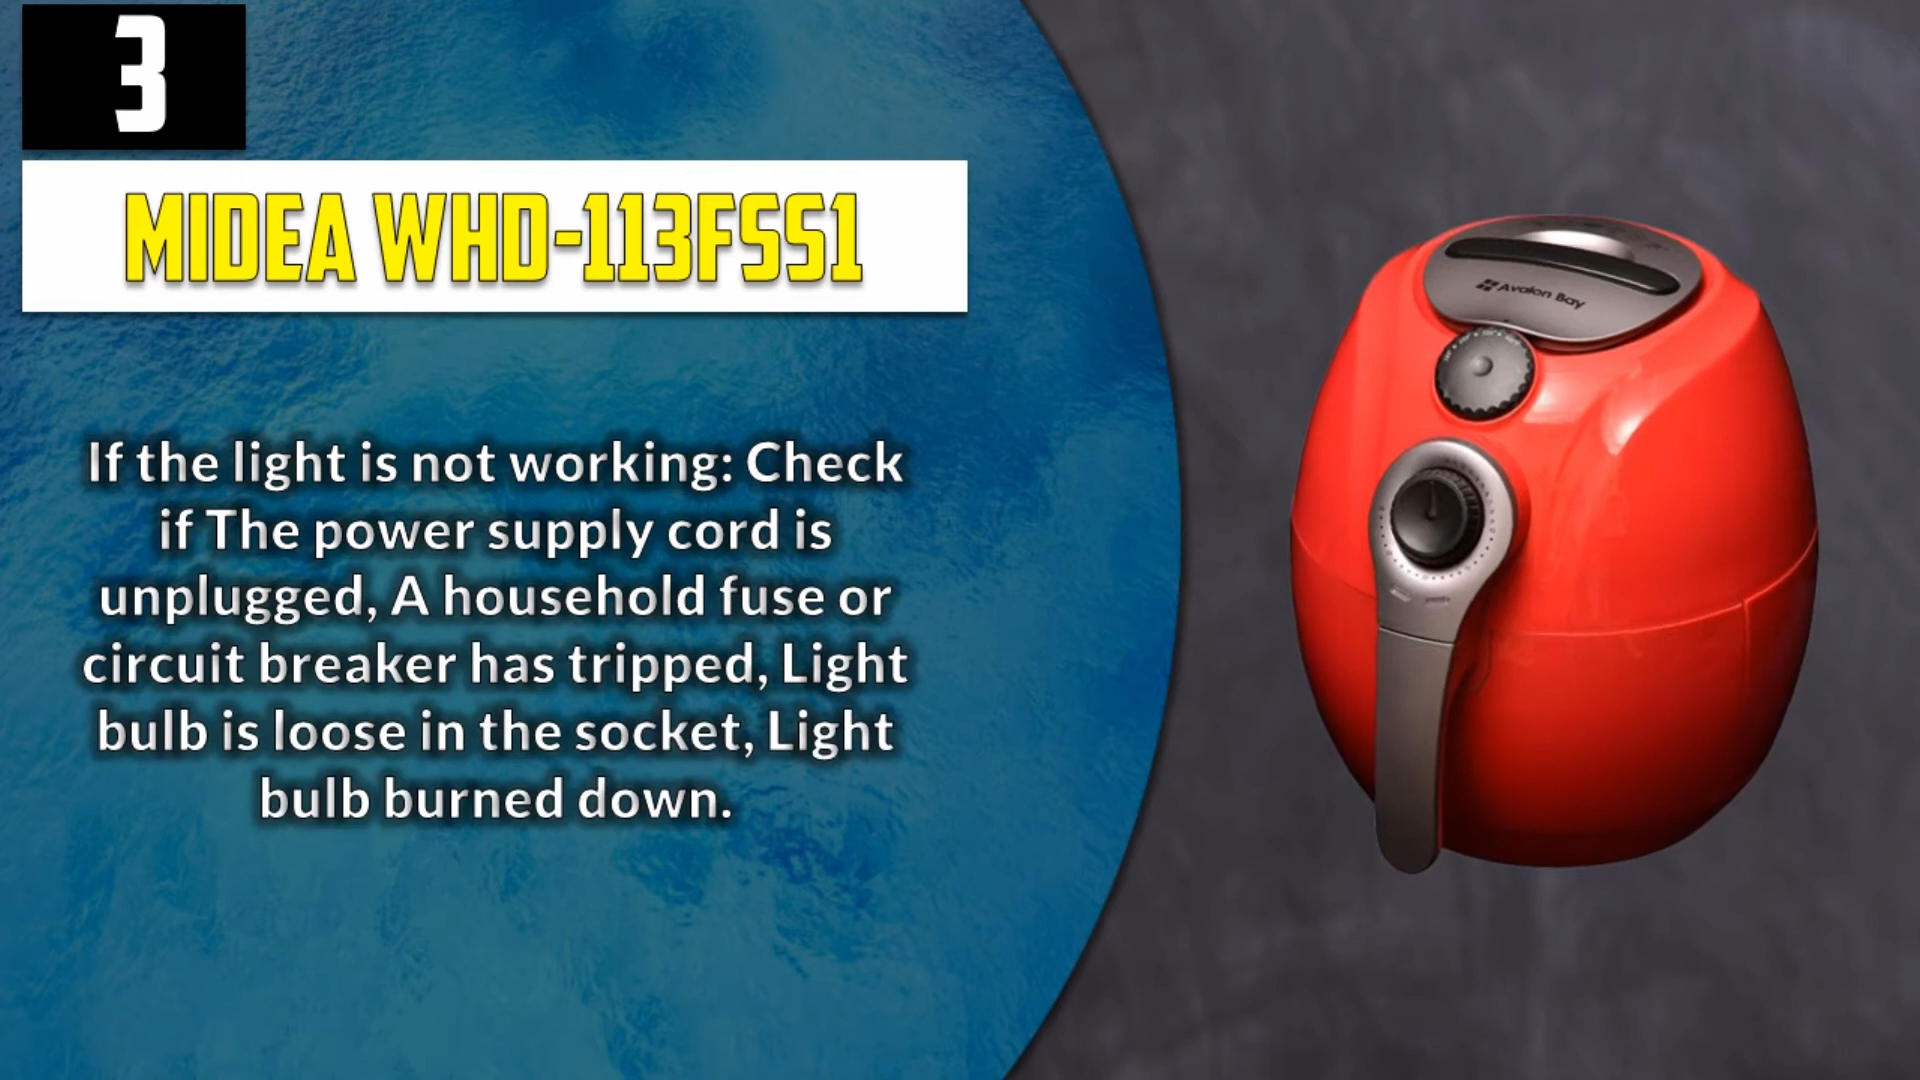 3
MIDEA WHD-113FSS1
Avalon Bay
If the light is not working: Check
if The power supply cord is
unplugged, A household fuse or
circuit breaker has tripped, Light
bulb is loose in the socket, Light
bulb burned down.